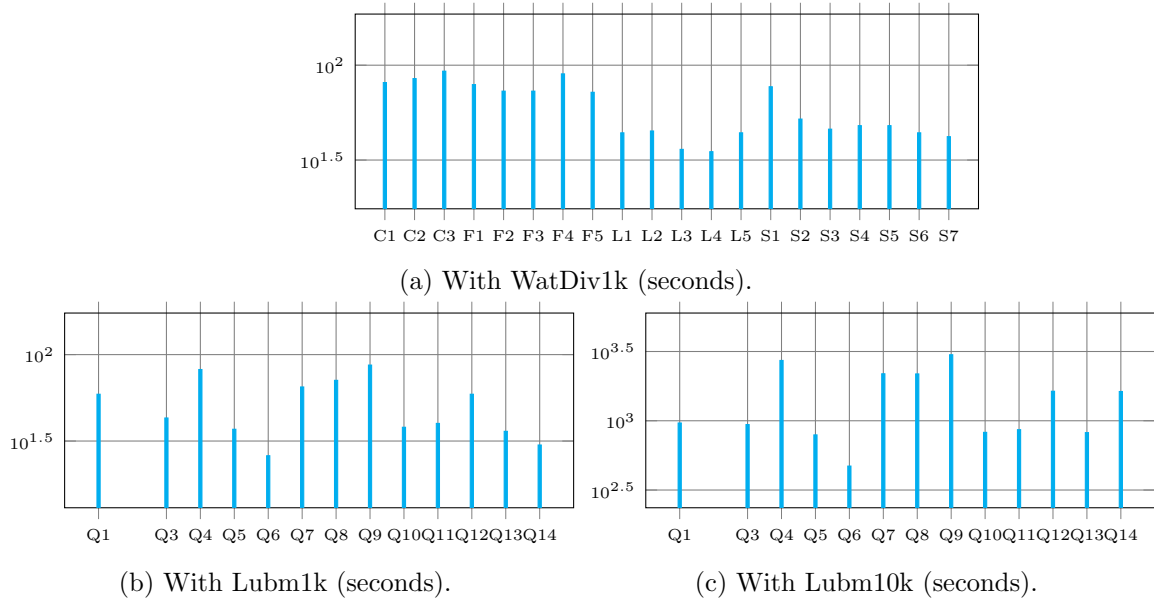 10^2
10^1.5
C1 C2 C3 F1 F2 F3 F4 F5 L1 L2 L3 L4 L5 S1 S2 S3 S4 S5 S6 S7
(a) With WatDiv1k (seconds).
10^2
10^1.5
Q1 Q3 Q4 Q5 Q6 Q7 Q8 Q9 Q10 Q11 Q12 Q13 Q14
(b) With Lubm1k (seconds).
10^3.5
10^3
10^2.5
Q1 Q3 Q4 Q5 Q6 Q7 Q8 Q9 Q10 Q11 Q12 Q13 Q14
(c) With Lubm10k (seconds).